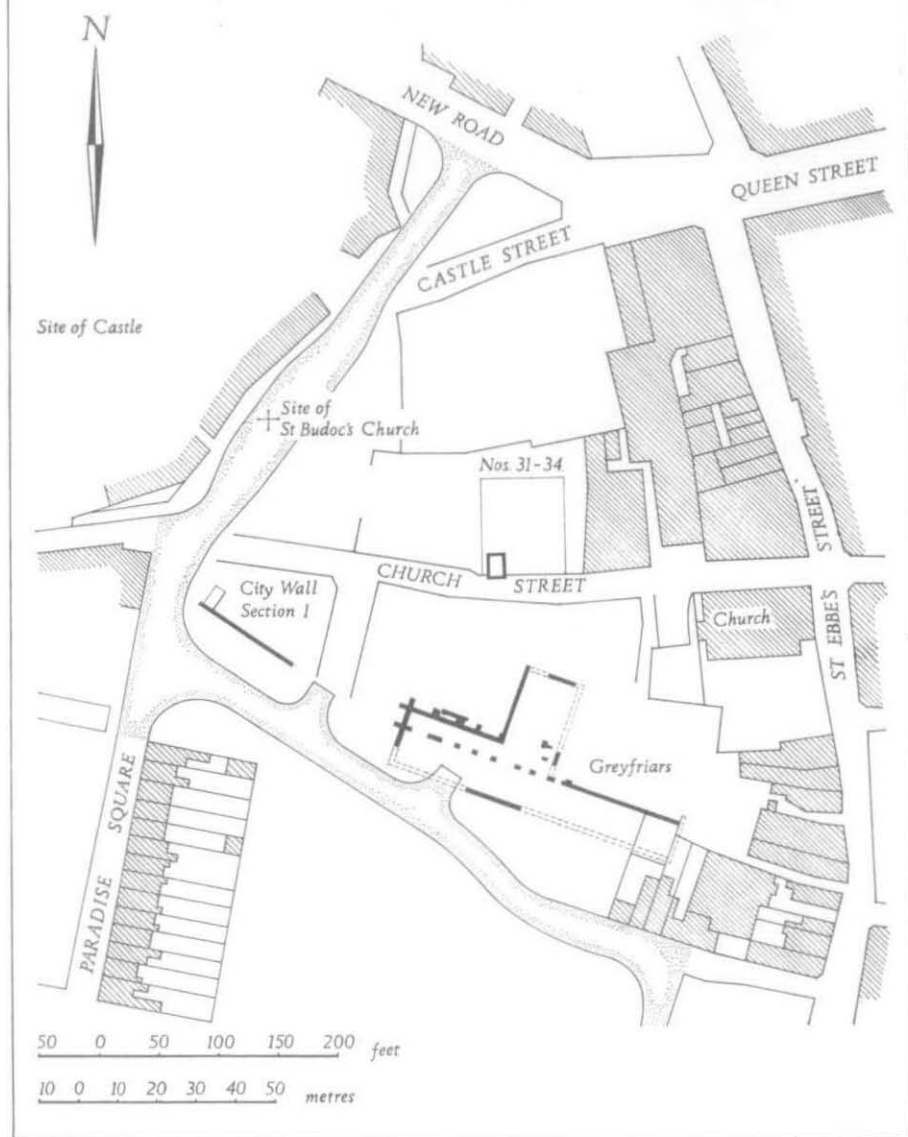 N
NEW ROAD
QUEEN STREET
CASTLE STREET
Site of Castle
Site of
St Budoc's Church
Nos. 31-34
CHURCH STREET
City Wall
Section 1
Church
ST EBBE'S STREET
Greyfriars
PARADISE SQUARE
50 0 50 100 150 200 feet
10 0 10 20 30 40 50 metres